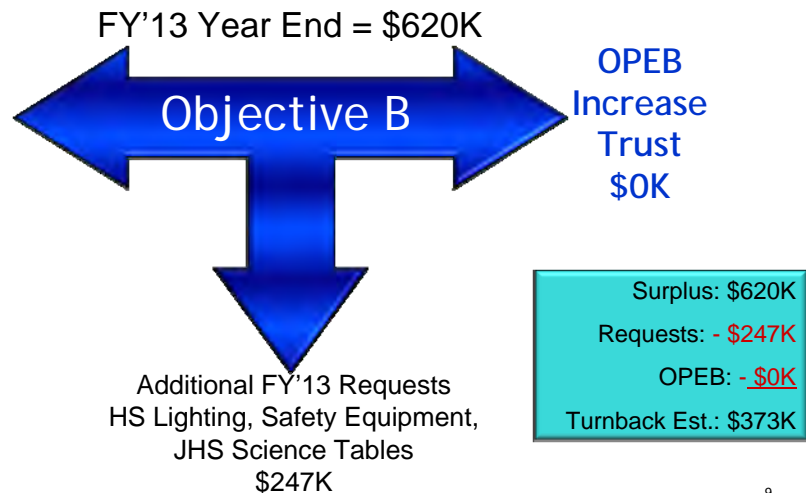 FY'13 Year End = $620K
Objective B
OPEB
Increase
Trust
$0K
Additional FY'13 Requests
HS Lighting, Safety Equipment,
JHS Science Tables
$247K
Surplus: $620K
Requests: - $247K
OPEB: - $0K
Turnback Est.: $373K
9